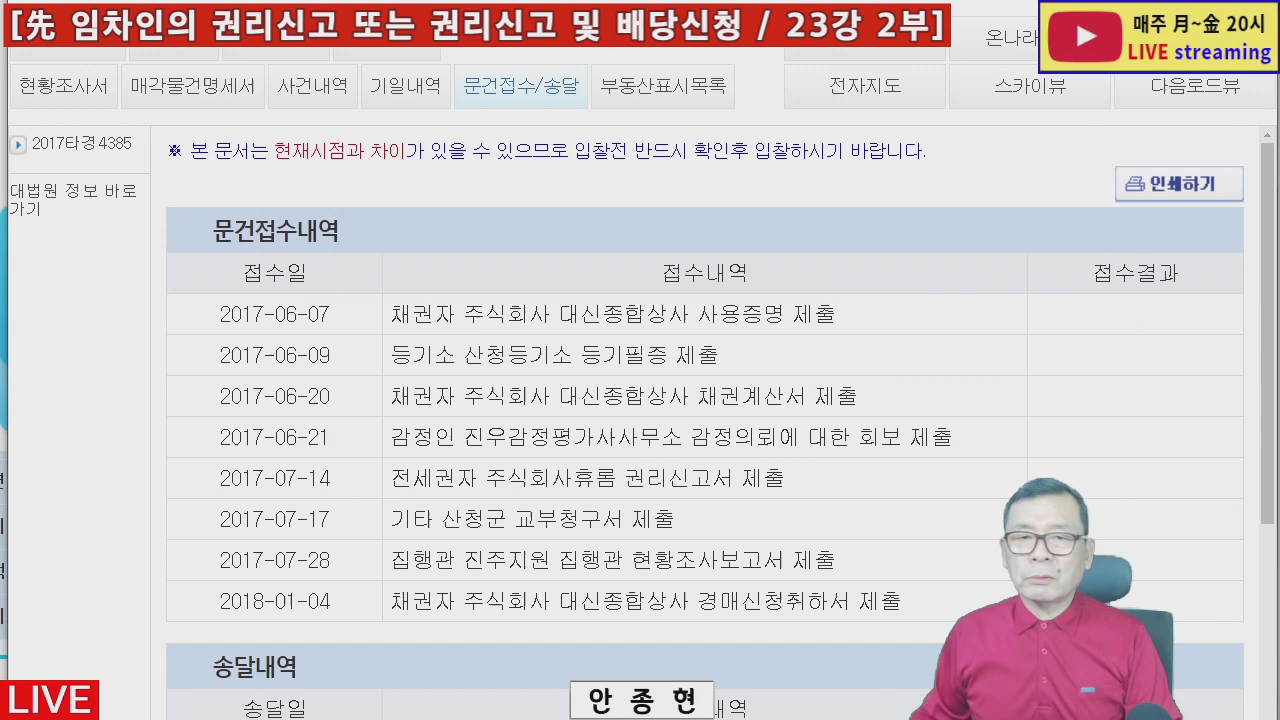 [先 임차인의 권리신고 또는 권리신고 및 배당신청 / 23강 2부]
온나라
매주 月~金 20시
LIVE streaming
현황조사서 매각물건명세서 사건내역 기일내역 문건접수/송달 부동산표시목록 전자지도 스카이뷰 다음로드뷰
2017타경4385
대법원 정보 바로
가기
※ 본 문서는 현재시점과 차이가 있을 수 있으므로 입찰전 반드시 확인후 입찰하시기 바랍니다.
인쇄하기
문건접수내역
접수일 접수내역 접수결과
2017-06-07 채권자 주식회사 대신종합상사 사용증명 제출
2017-06-09 등기소 산청등기소 등기필증 제출
2017-06-20 채권자 주식회사 대신종합상사 채권계산서 제출
2017-06-21 감정인 진우감정평가사사무소 감정의뢰에 대한 회보 제출
2017-07-14 전세권자 주식회사휴롬 권리신고서 제출
2017-07-17 기타 산청군 교부청구서 제출
2017-07-28 집행관 진주지원 집행관 현황조사보고서 제출
2018-01-04 채권자 주식회사 대신종합상사 경매신청취하서 제출
송달내역
송달일 내역
LIVE
안 종 현